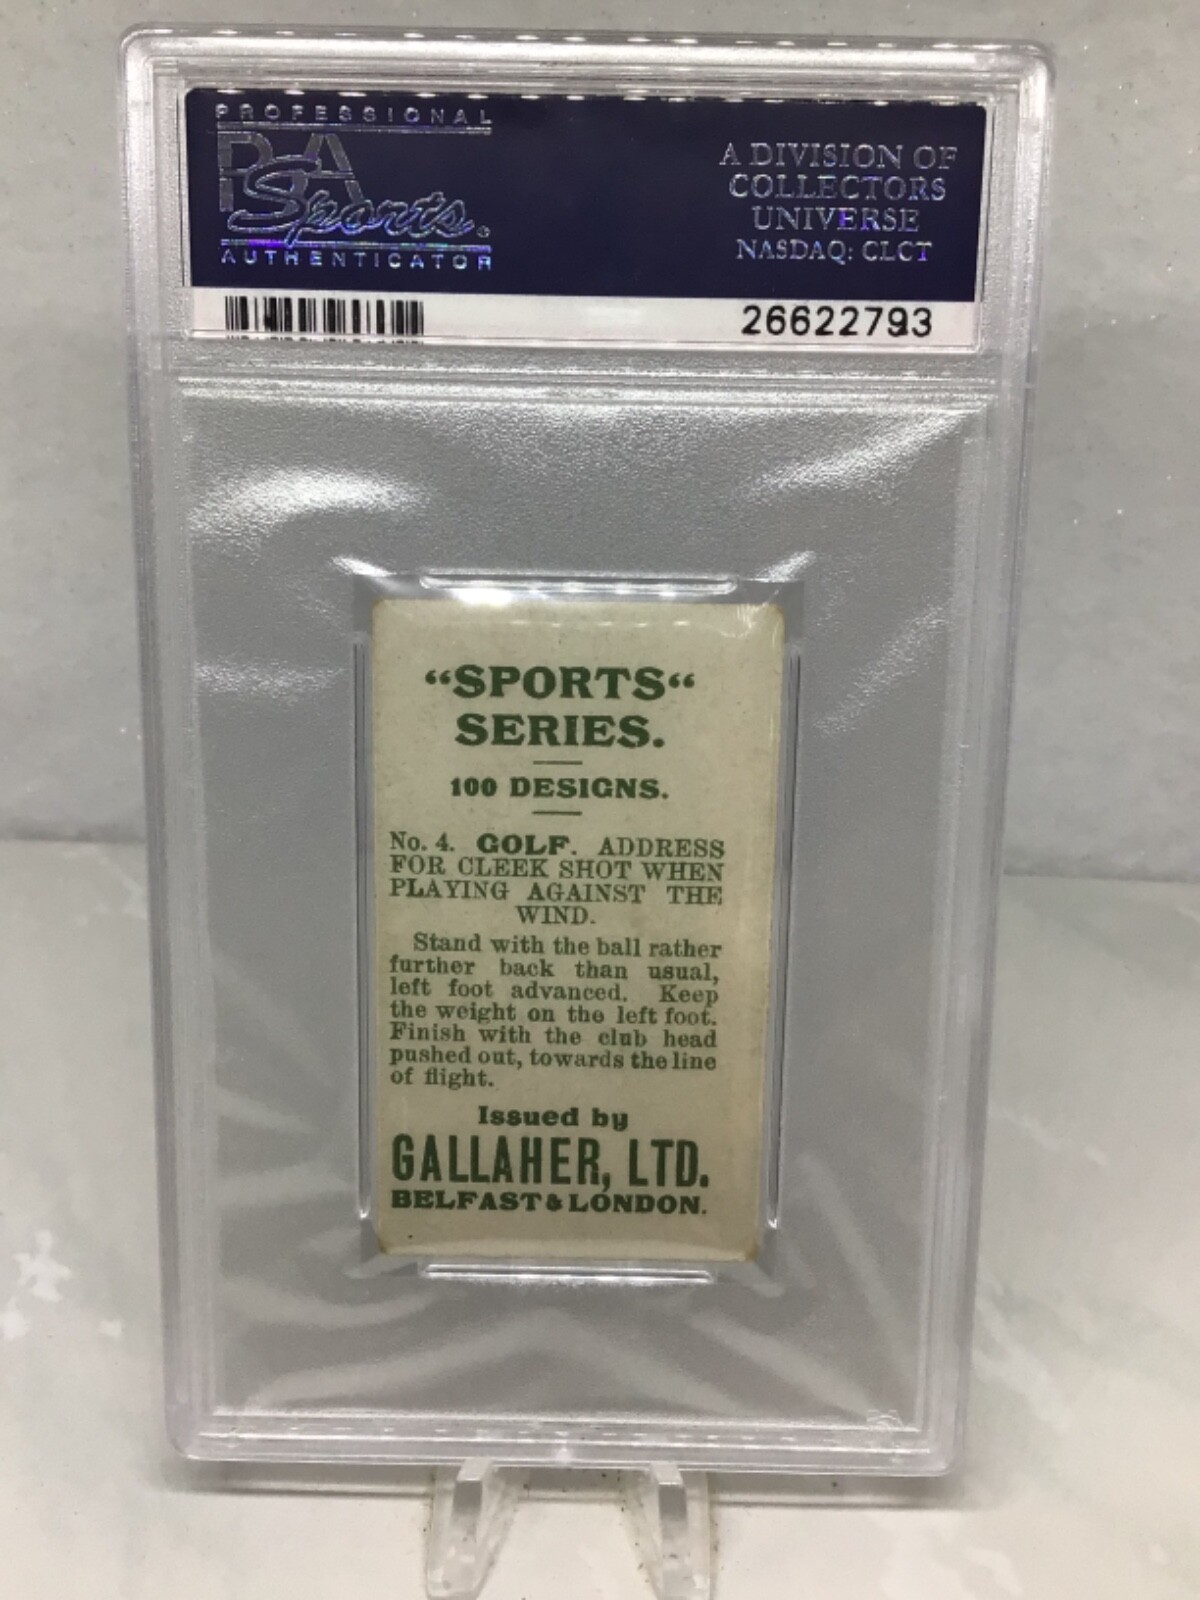 PROFESSIONAL
PSA
Sports.
AUTHENTICATOR
A DIVISION OF
COLLECTORS
UNIVERSE
NASDAQ: CLCT
26622793
“SPORTS“
SERIES.
100 DESIGNS.
No. 4. GOLF. ADDRESS
FOR CLEEK SHOT WHEN
PLAYING AGAINST THE
WIND.
Stand with the ball rather
further back than usual,
left foot advanced. Keep
the weight on the left foot.
Finish with the club head
pushed out, towards the line
of flight.
Issued by
GALLAHER, LTD.
BELFAST & LONDON.